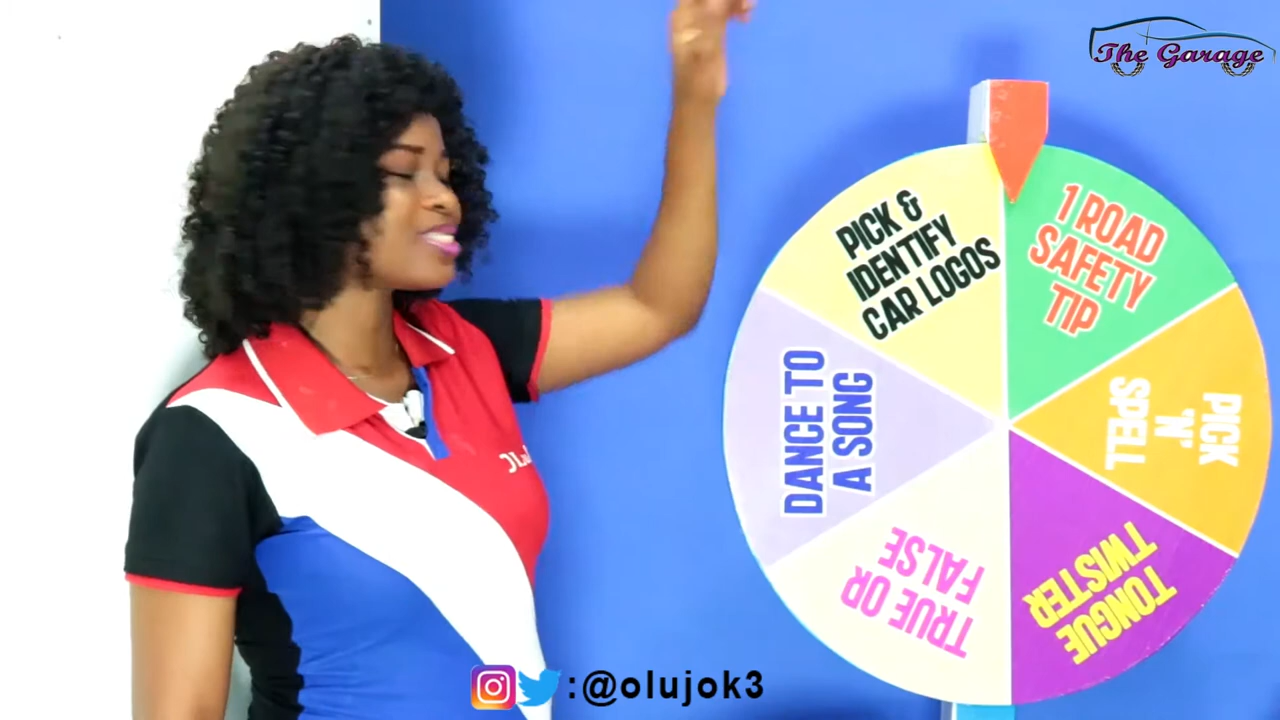 The Garage
PICK &
IDENTIFY
CAR LOGOS
1 ROAD
SAFETY
TIP
DANCE TO
A SONG
PICK
'N'
SPELL
TRUE OR
FALSE
TONGUE
TWISTER
:@olujok3